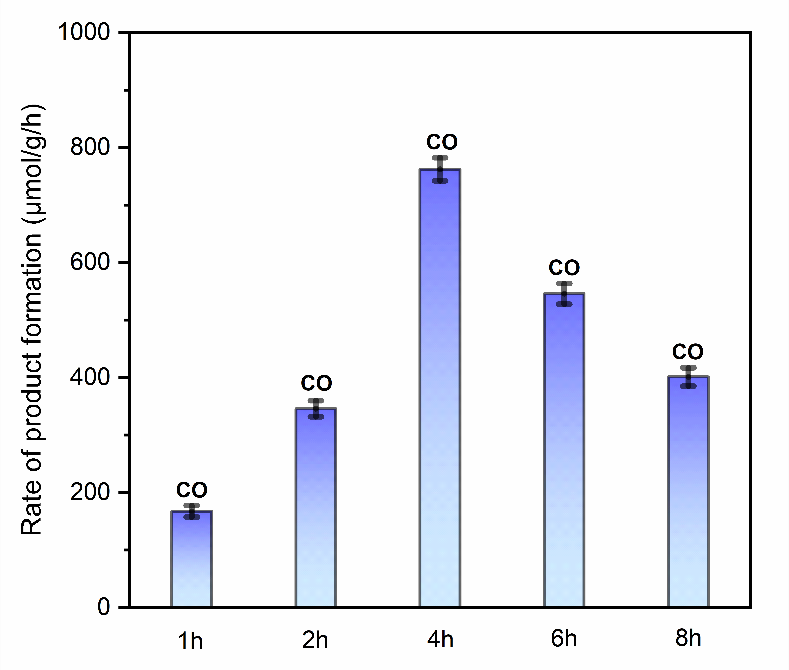 Rate of product formation (μmol/g/h)
1000
800
600
400
200
0
CO
CO
CO
CO
CO
1h 2h 4h 6h 8h